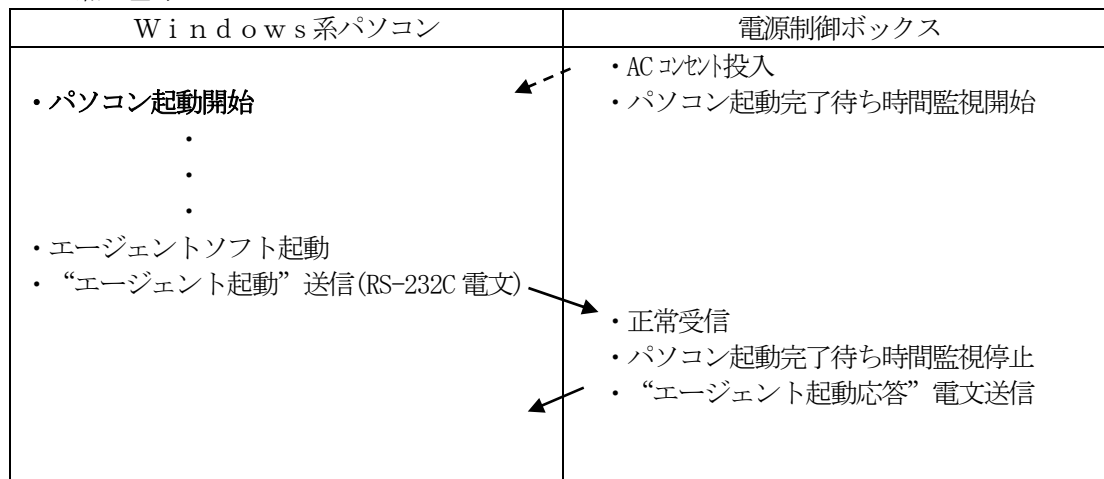 Ｗｉｎｄｏｗｓ系パソコン
電源制御ボックス
・ACコンセント投入
・パソコン起動開始
・パソコン起動完了待ち時間監視開始
・
・
・
・エージェントソフト起動
・“エージェント起動”送信(RS-232C 電文)
・正常受信
・パソコン起動完了待ち時間監視停止
・“エージェント起動応答”電文送信